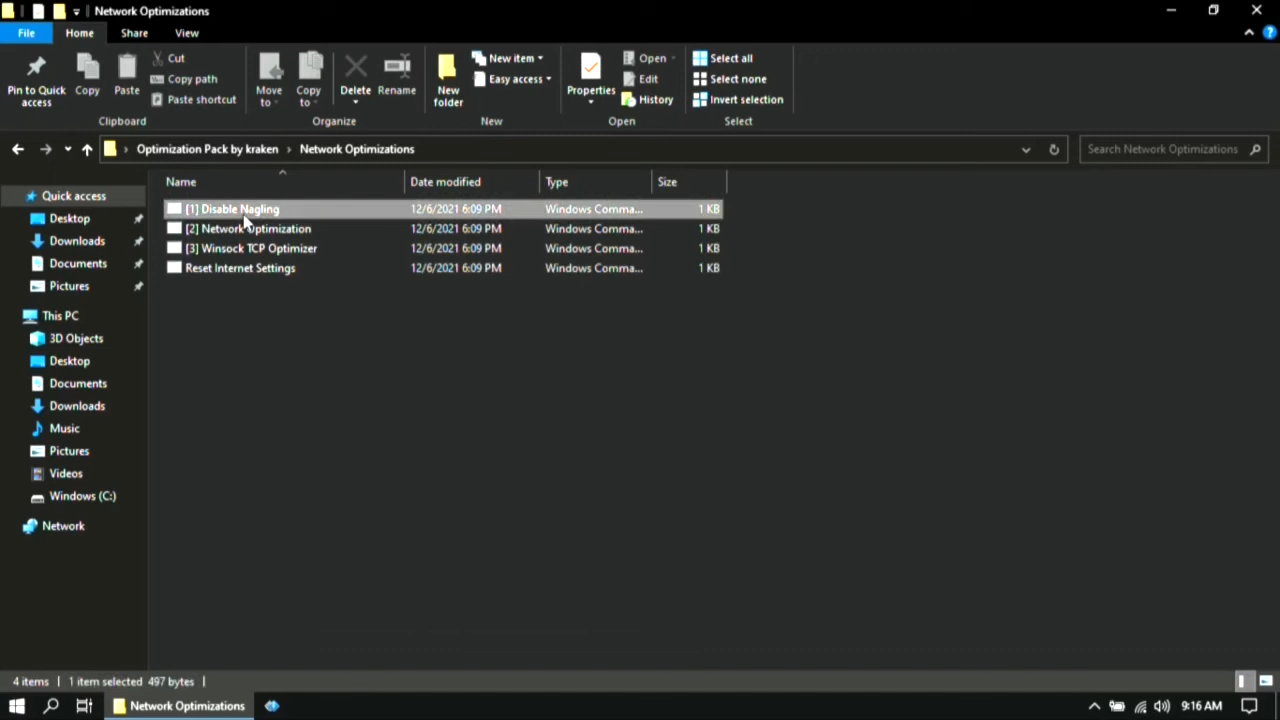 Network Optimizations
File Home Share View
Pin to Quick access
Copy
Paste
Cut
Copy path
Paste shortcut
Clipboard
Move to
Copy to
Delete
Rename
Organize
New folder
New item
Easy access
New
Properties
Open
Edit
History
Open
Select all
Select none
Invert selection
Select
Optimization Pack by kraken › Network Optimizations
Search Network Optimizations
Name Date modified Type Size
[1] Disable Nagling 12/6/2021 6:09 PM Windows Comma... 1 KB
[2] Network Optimization 12/6/2021 6:09 PM Windows Comma... 1 KB
[3] Winsock TCP Optimizer 12/6/2021 6:09 PM Windows Comma... 1 KB
Reset Internet Settings 12/6/2021 6:09 PM Windows Comma... 1 KB
Quick access
Desktop
Downloads
Documents
Pictures
This PC
3D Objects
Desktop
Documents
Downloads
Music
Pictures
Videos
Windows (C:)
Network
4 items 1 item selected 497 bytes
Network Optimizations
9:16 AM